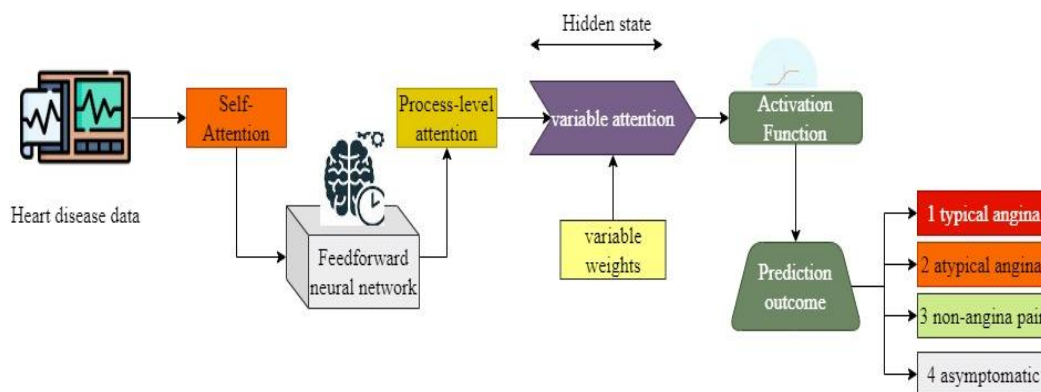 Hidden state
Self-
Attention
Process-level
attention
variable attention
Activation
Function
Heart disease data
Feedforward
neural network
variable
weights
Prediction
outcome
1 typical angina
2 atypical angina
3 non-angina pain
4 asymptomatic